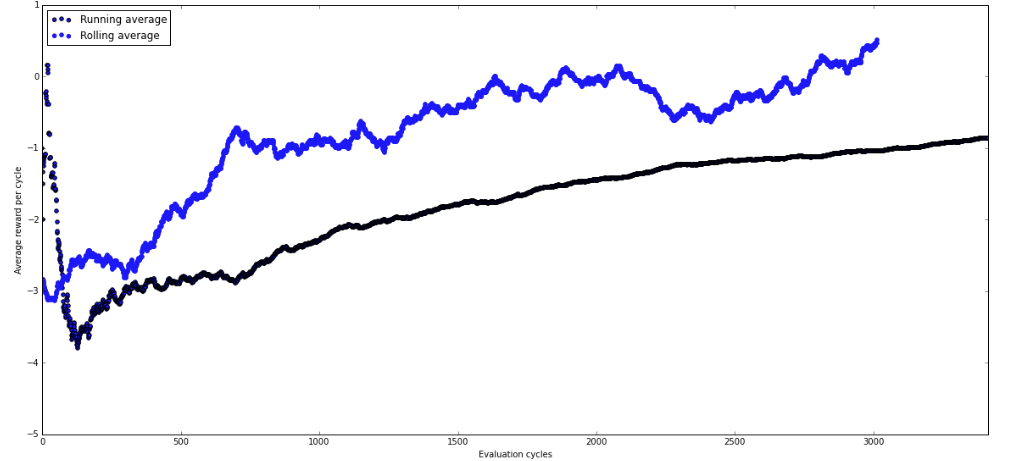 1
Running average
Rolling average
0
−1
−2
−3
−4
−5
Average reward per cycle
0 500 1000 1500 2000 2500 3000
Evaluation cycles